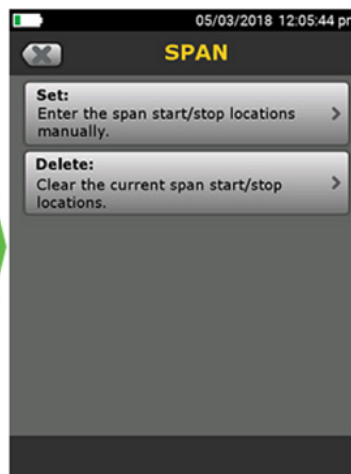 05/03/2018 12:05:44 pm
SPAN
Set:
Enter the span start/stop locations
manually.
Delete:
Clear the current span start/stop
locations.